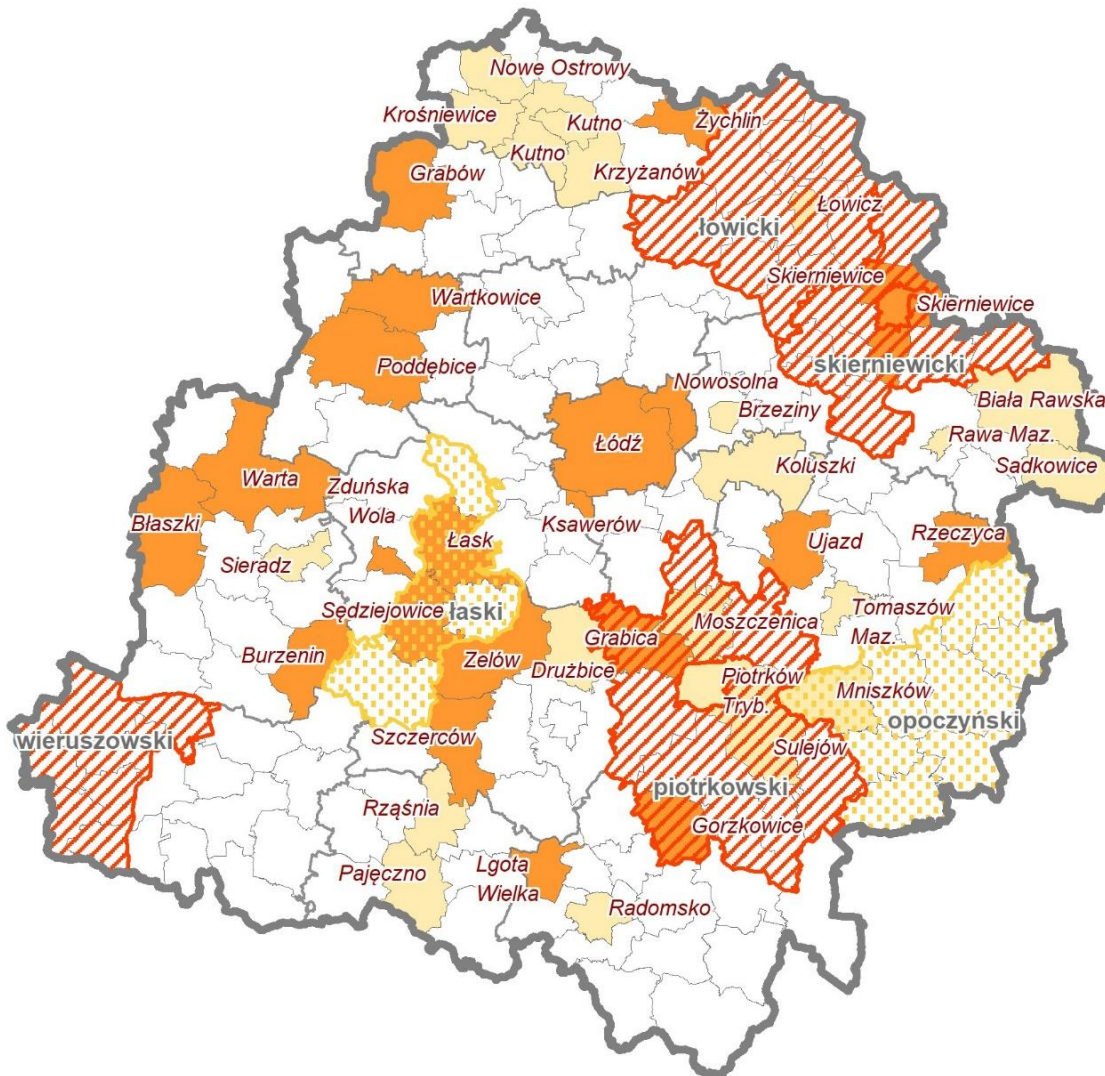 Nowe Ostrowy
Krośniewice
Kutno
Żychlin
Kutno
Krzyżanów
Grabów
Łowicz
łowicki
Skierniewice
Wartkowice
Skierniewice
Poddębice
skierniewicki
Nowosolna
Biała Rawska
Brzeziny
Łódź
Rawa Maz.
Koluszki
Sadkowice
Warta
Zduńska
Wola
Błaszki
Ksawerów
Łask
Ujazd
Rzeczyca
Sieradz
Sędziejowice
łaski
Tomaszów
Maz.
Grabica
Moszczenica
Burzenin
Zelów
Drużbice
Piotrków
Tryb.
Mniszków
opoczyński
wieruszowski
Szczerców
Sulejów
piotrkowski
Rząśnia
Gorzkowice
Pajęczno
Lgota
Wielka
Radomsko